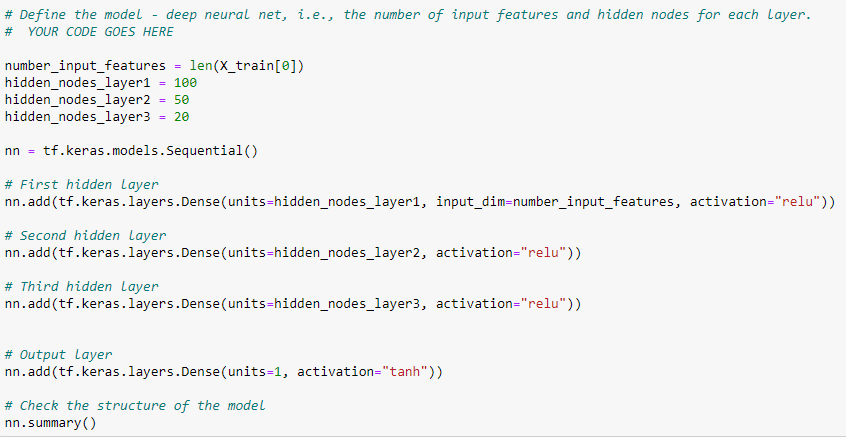 # Define the model - deep neural net, i.e., the number of input features and hidden nodes for each layer.
#  YOUR CODE GOES HERE
number_input_features = len(X_train[0])
hidden_nodes_layer1 = 100
hidden_nodes_layer2 = 50
hidden_nodes_layer3 = 20
nn = tf.keras.models.Sequential()
# First hidden layer
nn.add(tf.keras.layers.Dense(units=hidden_nodes_layer1, input_dim=number_input_features, activation="relu"))
# Second hidden layer
nn.add(tf.keras.layers.Dense(units=hidden_nodes_layer2, activation="relu"))
# Third hidden layer
nn.add(tf.keras.layers.Dense(units=hidden_nodes_layer3, activation="relu"))
# Output layer
nn.add(tf.keras.layers.Dense(units=1, activation="tanh"))
# Check the structure of the model
nn.summary()